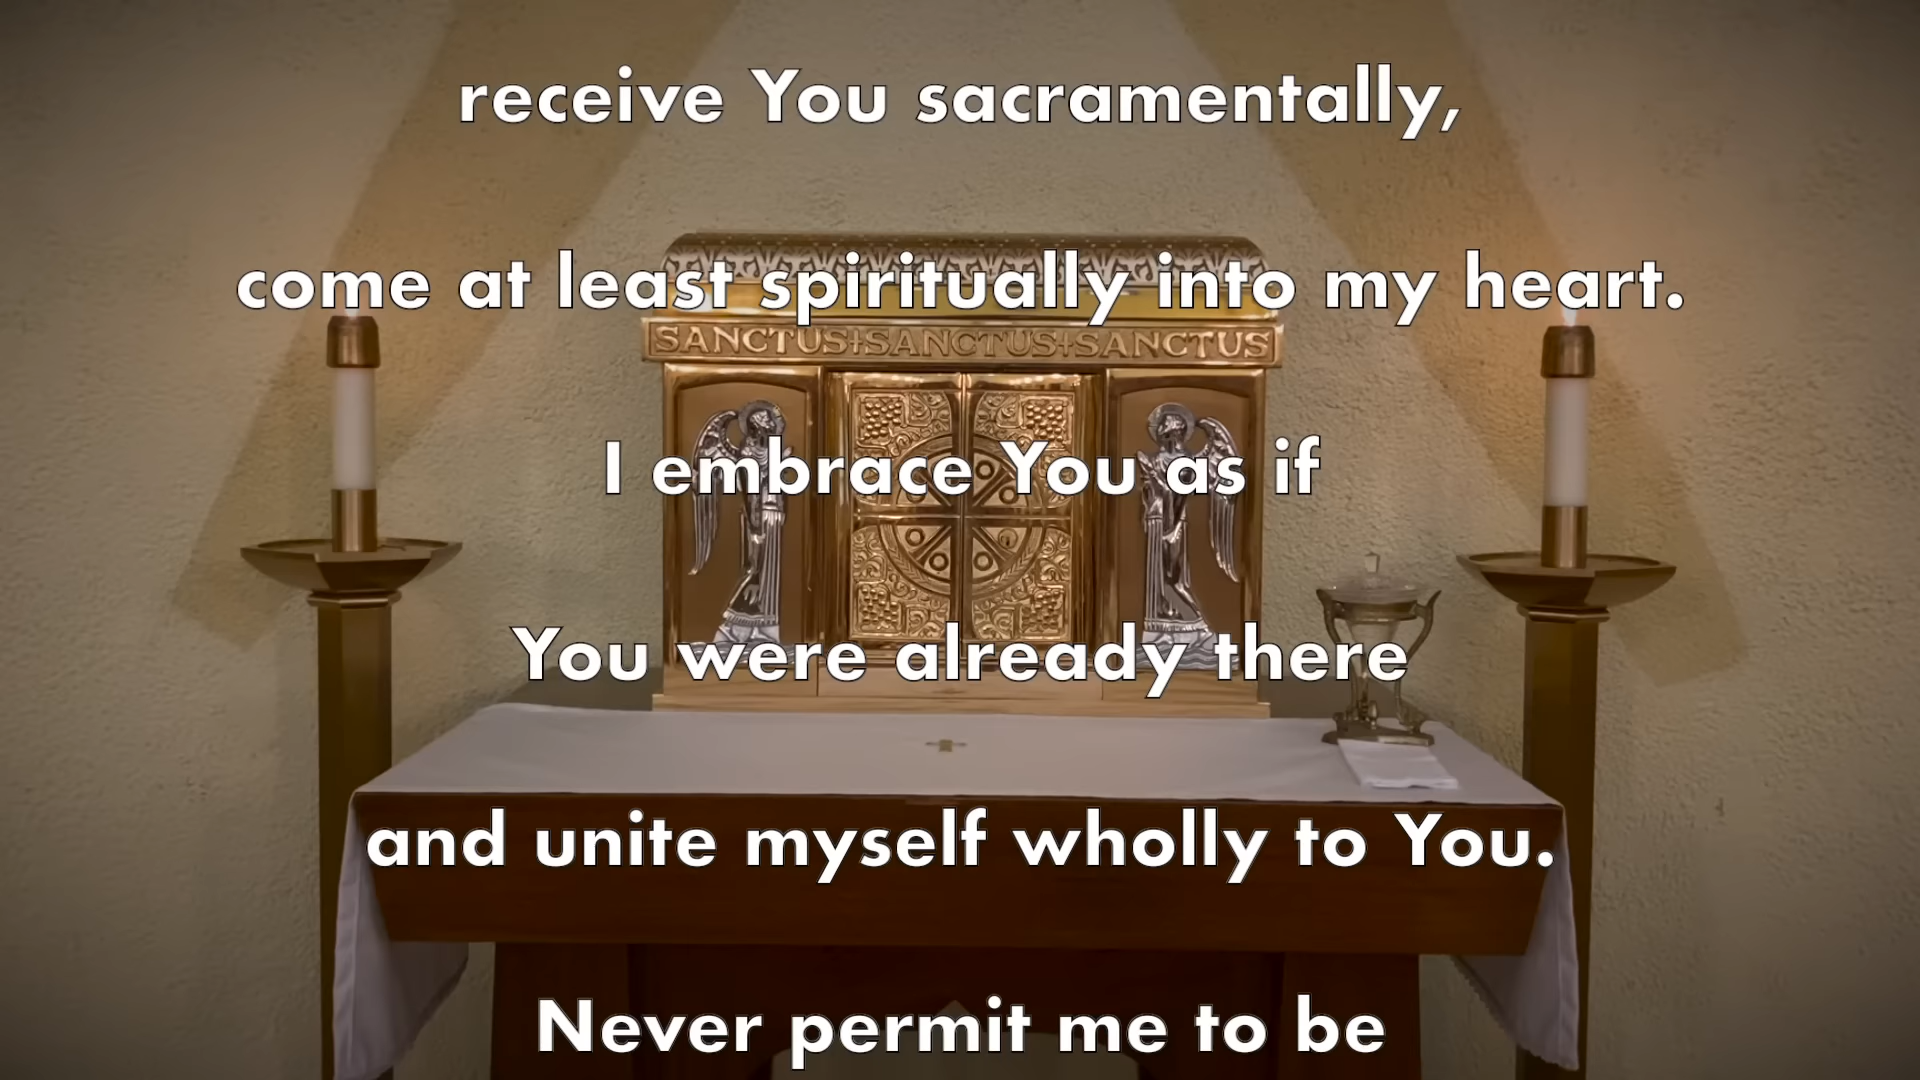 receive You sacramentally,
come at least spiritually into my heart.
SANCTUS+SANCTUS+SANCTUS
I embrace You as if
You were already there
and unite myself wholly to You.
Never permit me to be